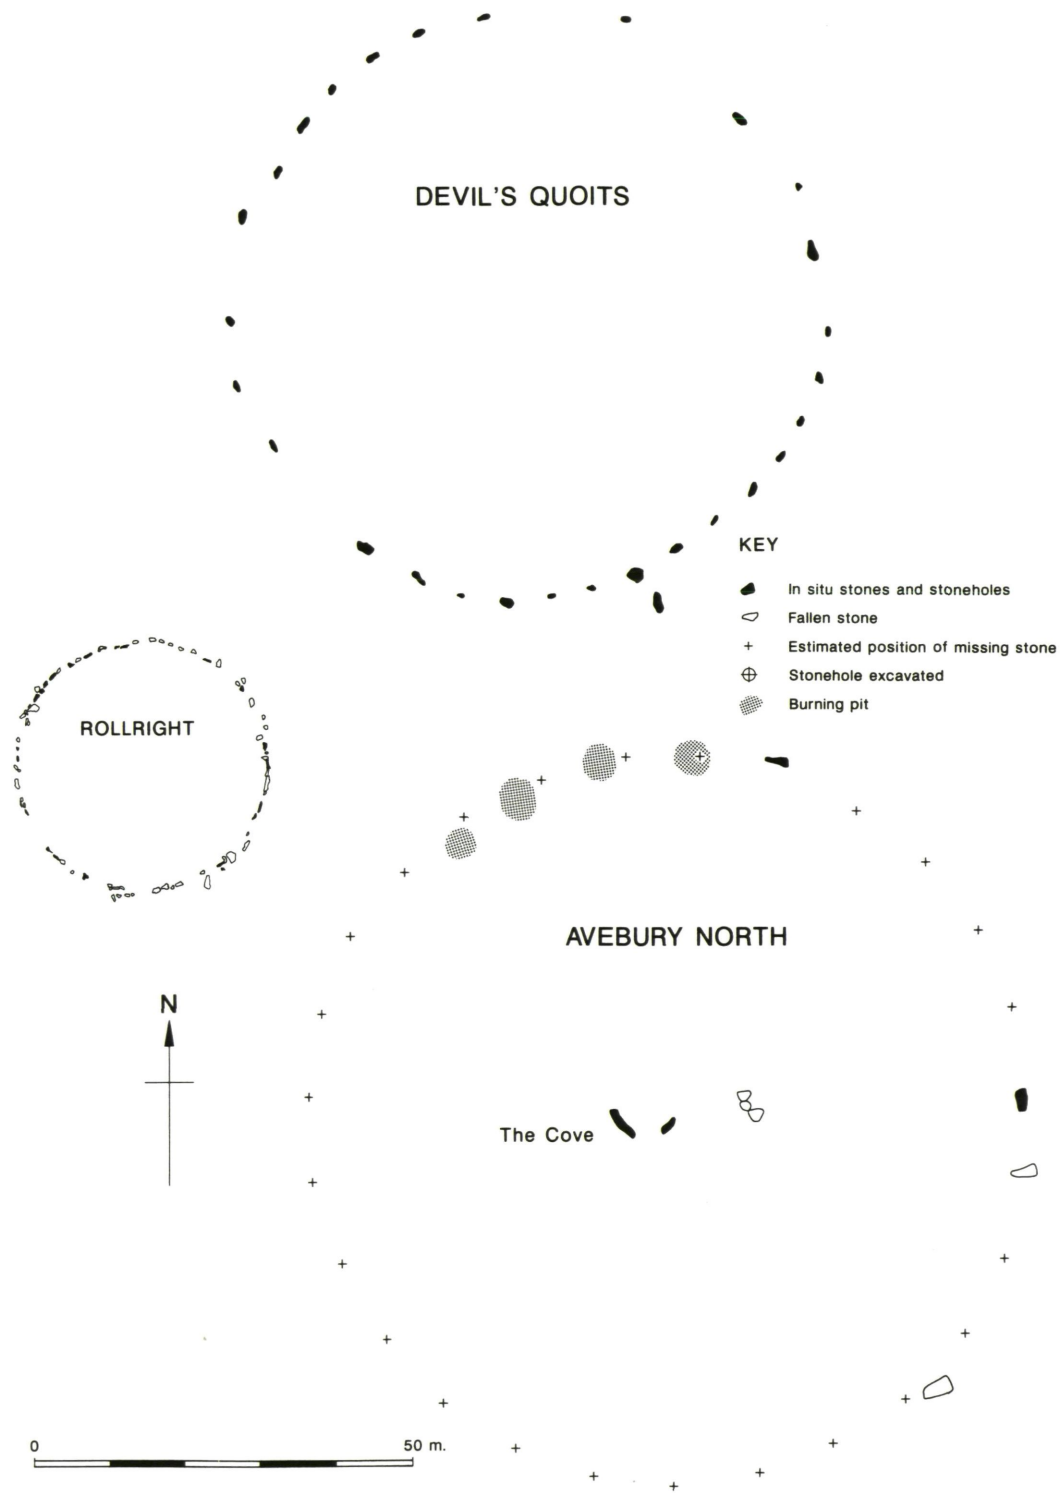 DEVIL'S QUOITS
KEY
In situ stones and stoneholes
Fallen stone
Estimated position of missing stone
Stonehole excavated
Burning pit
ROLLRIGHT
AVEBURY NORTH
N
The Cove
0 50 m.